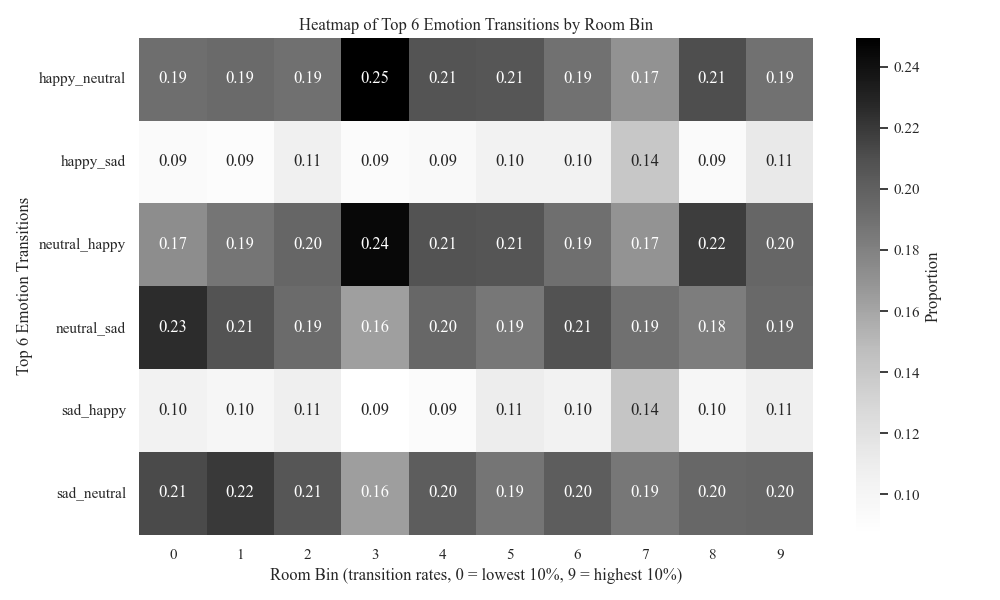 Heatmap of Top 6 Emotion Transitions by Room Bin
Top 6 Emotion Transitions
happy_neutral 0.19 0.19 0.19 0.25 0.21 0.21 0.19 0.17 0.21 0.19
happy_sad 0.09 0.09 0.11 0.09 0.09 0.10 0.10 0.14 0.09 0.11
neutral_happy 0.17 0.19 0.20 0.24 0.21 0.21 0.19 0.17 0.22 0.20
neutral_sad 0.23 0.21 0.19 0.16 0.20 0.19 0.21 0.19 0.18 0.19
sad_happy 0.10 0.10 0.11 0.09 0.09 0.11 0.10 0.14 0.10 0.11
sad_neutral 0.21 0.22 0.21 0.16 0.20 0.19 0.20 0.19 0.20 0.20
0 1 2 3 4 5 6 7 8 9
Room Bin (transition rates, 0 = lowest 10%, 9 = highest 10%)
0.24
0.22
0.20
0.18
0.16
0.14
0.12
0.10
Proportion